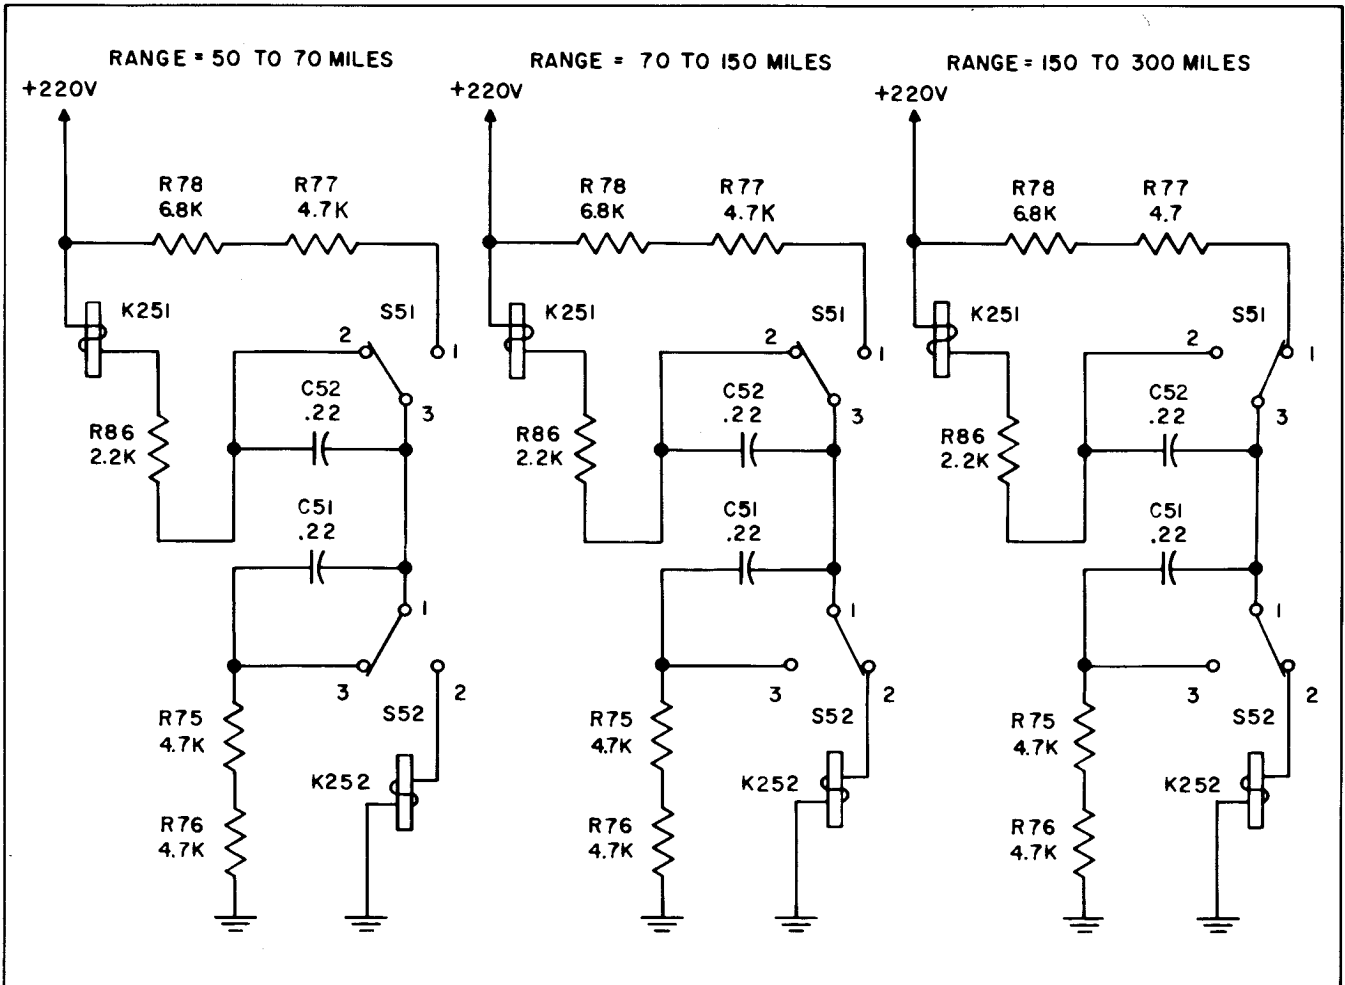 RANGE = 50 TO 70 MILES
+220V
R78
6.8K
R77
4.7K
K251
S51
2
1
3
C52
.22
R86
2.2K
C51
.22
1
3
2
S52
R75
4.7K
K252
R76
4.7K
RANGE = 70 TO 150 MILES
+220V
R78
6.8K
R77
4.7K
K251
S51
2
1
3
C52
.22
R86
2.2K
C51
.22
1
3
2
S52
R75
4.7K
K252
R76
4.7K
RANGE = 150 TO 300 MILES
+220V
R78
6.8K
R77
4.7
K251
S51
2
1
3
C52
.22
R86
2.2K
C51
.22
1
3
2
S52
R75
4.7K
K252
R76
4.7K